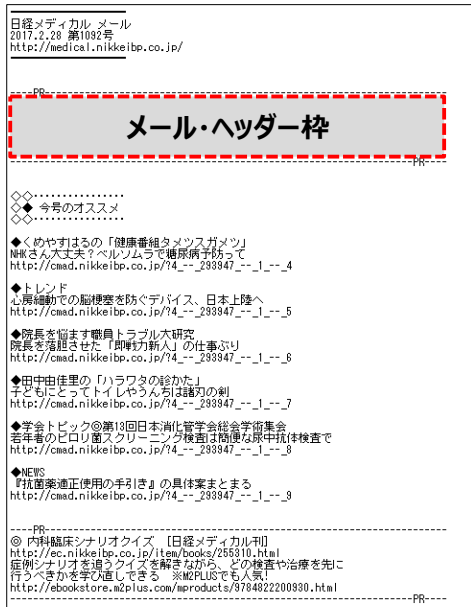 日経メディカル メール
2017.2.28 第1092号
http://medical.nikkeibp.co.jp/
----PR----------------------------------------------------------------
メール・ヘッダー枠
----------------------------------------------------------------PR----
◇◇･･･････････････
◇◆ 今号のオススメ
◇◇･･･････････････
◆くめやすはるの「健康番組タメツスガメツ」
NHKさん大丈夫？ベルソムラで糖尿病予防って
http://cmad.nikkeibp.co.jp/?4_--_293947_--_1_--_4
◆トレンド
心房細動での脳梗塞を防ぐデバイス、日本上陸へ
http://cmad.nikkeibp.co.jp/?4_--_293947_--_1_--_5
◆院長を悩ます職員トラブル大研究
院長を落胆させた「即戦力新人」の仕事ぶり
http://cmad.nikkeibp.co.jp/?4_--_293947_--_1_--_6
◆田中由佳里の「ハラワタの診かた」
子どもにとってトイレやうんちは諸刃の剣
http://cmad.nikkeibp.co.jp/?4_--_293947_--_1_--_7
◆学会トピック◎第13回日本消化管学会総会学術集会
若年者のピロリ菌スクリーニング検査は簡便な尿中抗体検査で
http://cmad.nikkeibp.co.jp/?4_--_293947_--_1_--_8
◆NEWS
『抗菌薬適正使用の手引き』の具体案まとまる
http://cmad.nikkeibp.co.jp/?4_--_293947_--_1_--_9
----PR----------------------------------------------------------------
◎ 内科臨床シナリオクイズ ［日経メディカル刊］
http://ec.nikkeibp.co.jp/item/books/255310.html
症例シナリオを追うクイズを解きながら、どの検査や治療を先に
行うべきかを学び直しできる ※M2PLUSでも人気!
http://ebookstore.m2plus.com/mproducts/9784822200930.html
----------------------------------------------------------------PR----